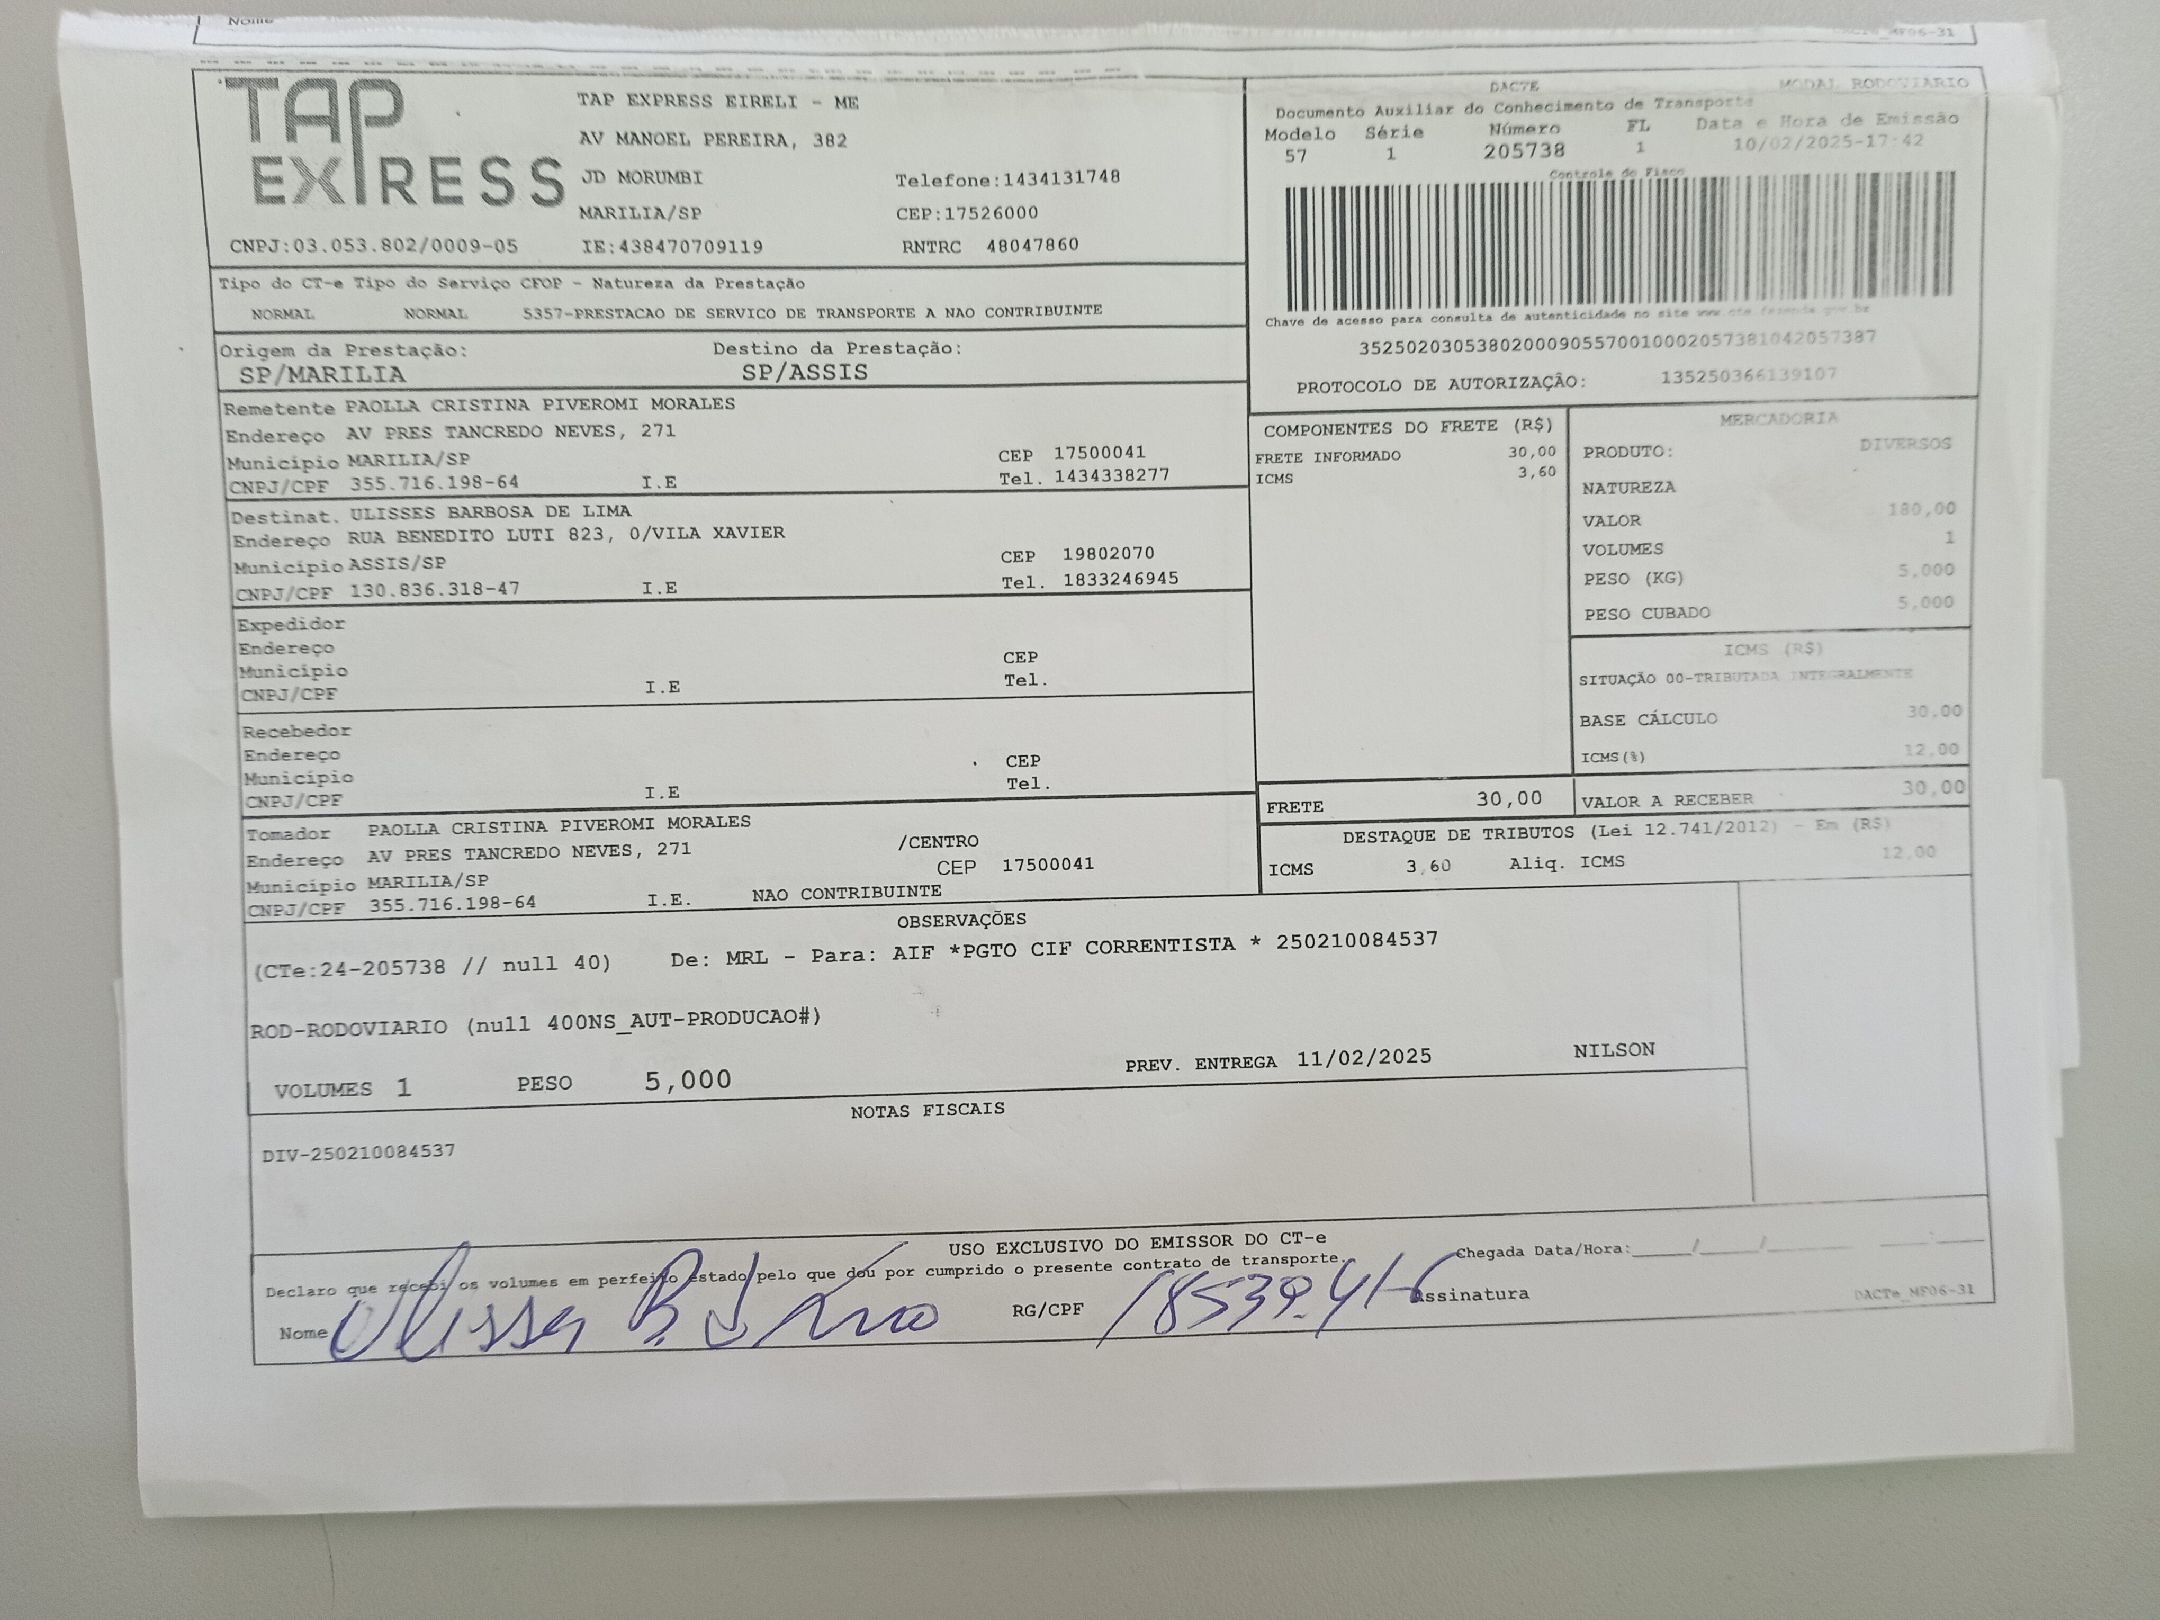 Nome
DACTe_MF06-31
TAP EXPRESS
TAP EXPRESS EIRELI - ME
AV MANOEL PEREIRA, 382
JD MORUMBI Telefone:1434131748
MARILIA/SP CEP:17526000
CNPJ:03.053.802/0009-05 IE:438470709119 RNTRC 48047860
DACTE MODAL RODOVIARIO
Documento Auxiliar do Conhecimento de Transporte
Modelo Série Número FL Data e Hora de Emissão
57 1 205738 1 10/02/2025-17:42
Controle do Fisco
Chave de acesso para consulta de autenticidade no site www.cte.fazenda.gov.br
35250203053802000905570010002057381042057387
PROTOCOLO DE AUTORIZAÇÃO: 135250366139107
Tipo do CT-e Tipo do Serviço CFOP - Natureza da Prestação
NORMAL NORMAL 5357-PRESTACAO DE SERVICO DE TRANSPORTE A NAO CONTRIBUINTE
Origem da Prestação: Destino da Prestação:
SP/MARILIA SP/ASSIS
Remetente PAOLLA CRISTINA PIVEROMI MORALES
Endereço AV PRES TANCREDO NEVES, 271
Município MARILIA/SP CEP 17500041
CNPJ/CPF 355.716.198-64 I.E Tel. 1434338277
Destinat. ULISSES BARBOSA DE LIMA
Endereço RUA BENEDITO LUTI 823, 0/VILA XAVIER
Município ASSIS/SP CEP 19802070
CNPJ/CPF 130.836.318-47 I.E Tel. 1833246945
Expedidor
Endereço
Município CEP
CNPJ/CPF I.E Tel.
Recebedor
Endereço
Município CEP
CNPJ/CPF I.E Tel.
Tomador PAOLLA CRISTINA PIVEROMI MORALES
Endereço AV PRES TANCREDO NEVES, 271 /CENTRO
Município MARILIA/SP CEP 17500041
CNPJ/CPF 355.716.198-64 I.E. NAO CONTRIBUINTE
COMPONENTES DO FRETE (R$)
FRETE INFORMADO 30,00
ICMS 3,60
MERCADORIA
PRODUTO: DIVERSOS
NATUREZA
VALOR 180,00
VOLUMES 1
PESO (KG) 5,000
PESO CUBADO 5,000
ICMS (R$)
SITUAÇÃO 00-TRIBUTADA INTEGRALMENTE
BASE CÁLCULO 30,00
ICMS(%) 12,00
FRETE 30,00 VALOR A RECEBER 30,00
DESTAQUE DE TRIBUTOS (Lei 12.741/2012) - Em (R$)
ICMS 3,60 Aliq. ICMS 12,00
OBSERVAÇÕES
(CTe:24-205738 // null 40) De: MRL - Para: AIF *PGTO CIF CORRENTISTA * 250210084537
ROD-RODOVIARIO (null 400NS_AUT-PRODUCAO#)
VOLUMES 1 PESO 5,000 PREV. ENTREGA 11/02/2025 NILSON
NOTAS FISCAIS
DIV-250210084537
USO EXCLUSIVO DO EMISSOR DO CT-e
Declaro que recebi os volumes em perfeito estado pelo que dou por cumprido o presente contrato de transporte. Chegada Data/Hora:____/____/____ ____:____
Nome RG/CPF Assinatura DACTe_MF06-31